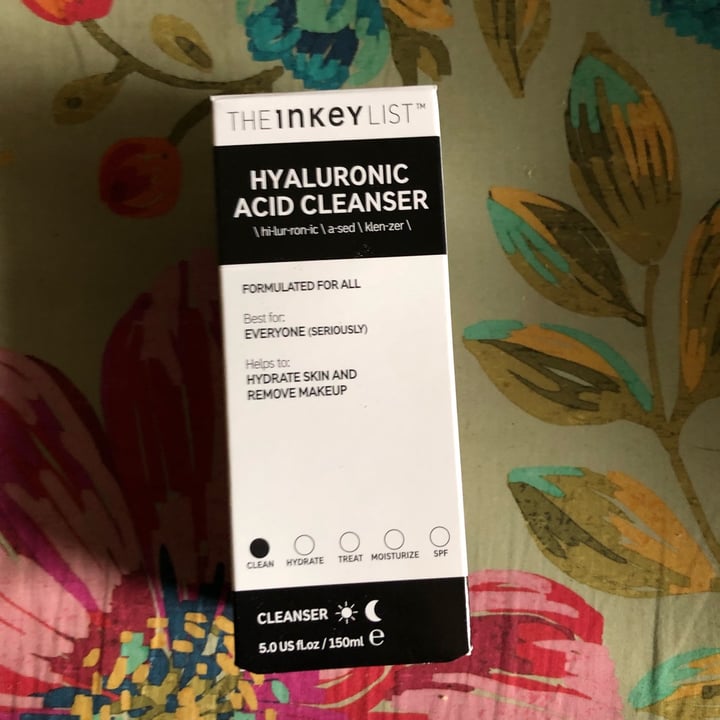 THE INKEY LIST™
HYALURONIC
ACID CLEANSER
\ hi-lur-ron-ic \ a-sed \ klen-zer \
FORMULATED FOR ALL
Best for:
EVERYONE (SERIOUSLY)
Helps to:
HYDRATE SKIN AND
REMOVE MAKEUP
CLEAN HYDRATE TREAT MOISTURIZE SPF
CLEANSER
5.0 US fl.oz / 150ml ℮